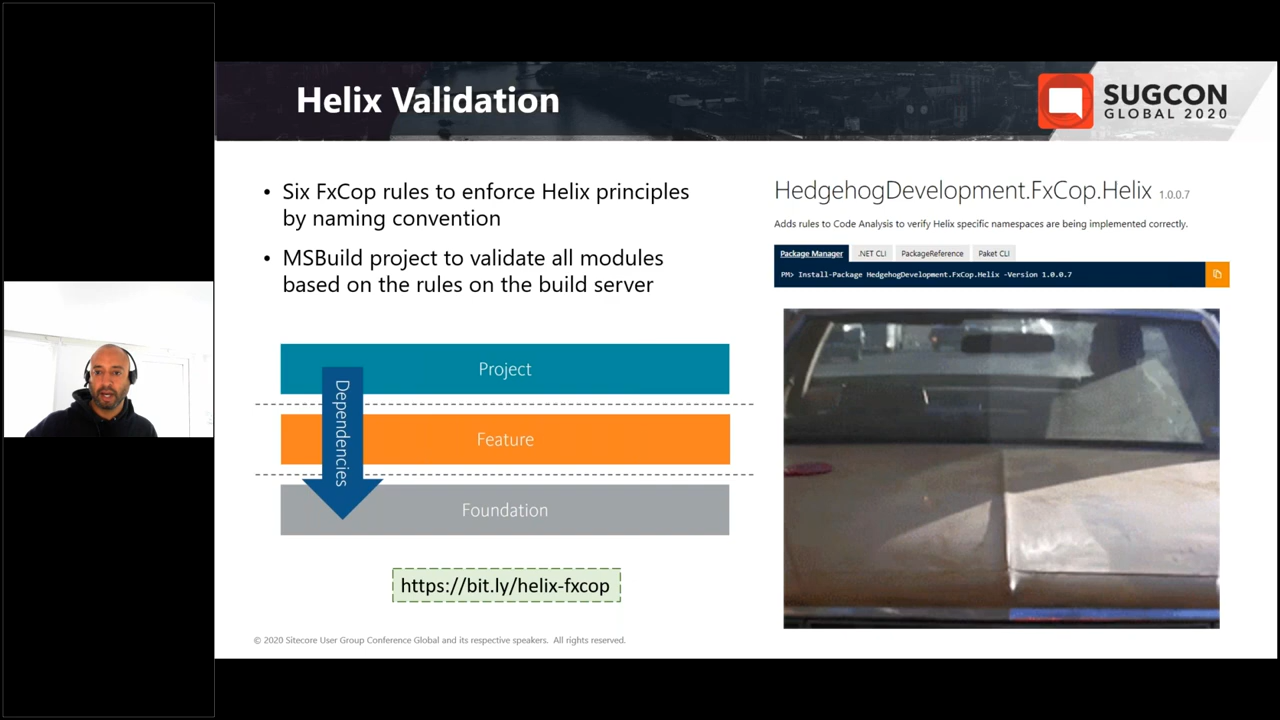 Helix Validation
SUGCON
GLOBAL 2020
• Six FxCop rules to enforce Helix principles
by naming convention
• MSBuild project to validate all modules
based on the rules on the build server
Project
Feature
Foundation
Dependencies
https://bit.ly/helix-fxcop
HedgehogDevelopment.FxCop.Helix 1.0.0.7
Adds rules to Code Analysis to verify Helix specific namespaces are being implemented correctly.
Package Manager .NET CLI PackageReference Paket CLI
PM> Install-Package HedgehogDevelopment.FxCop.Helix -Version 1.0.0.7
© 2020 Sitecore User Group Conference Global and its respective speakers. All rights reserved.